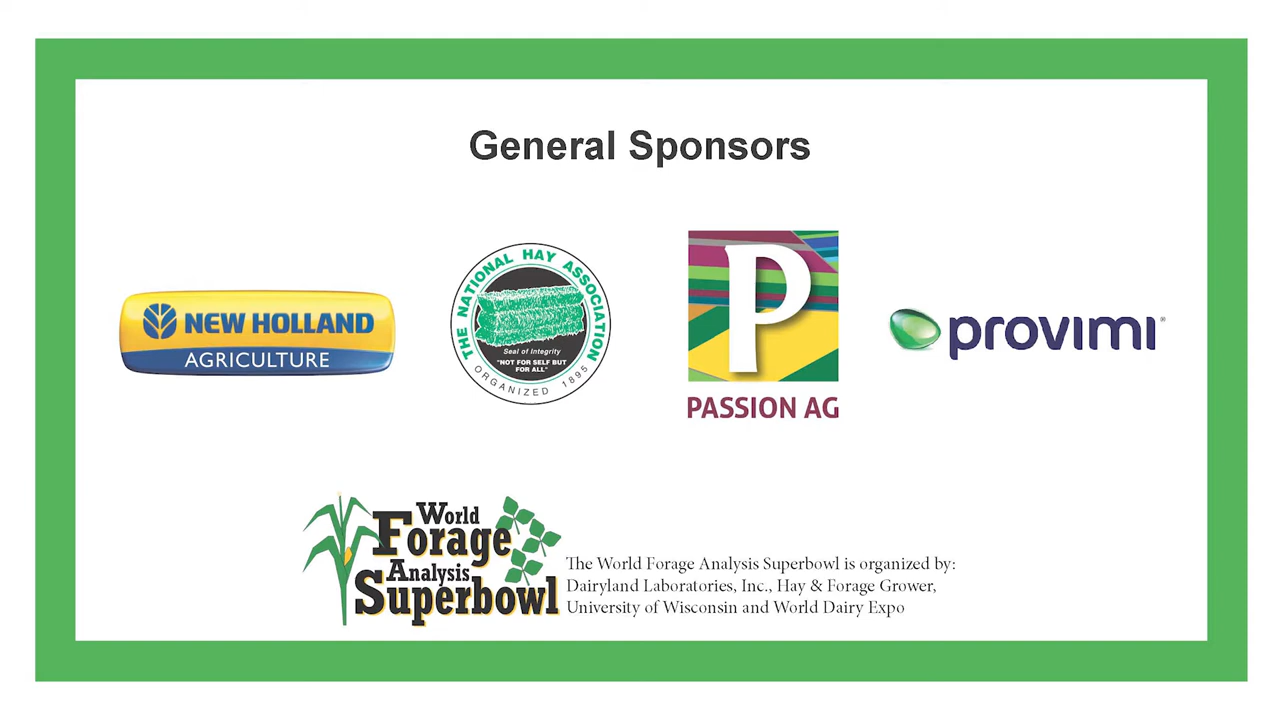 General Sponsors
NEW HOLLAND
AGRICULTURE
THE NATIONAL HAY ASSOCIATION
Seal of Integrity
"NOT FOR SELF BUT
FOR ALL"
ORGANIZED 1895
P
PASSION AG
provimi®
World
Forage
Analysis
Superbowl
The World Forage Analysis Superbowl is organized by:
Dairyland Laboratories, Inc., Hay & Forage Grower,
University of Wisconsin and World Dairy Expo